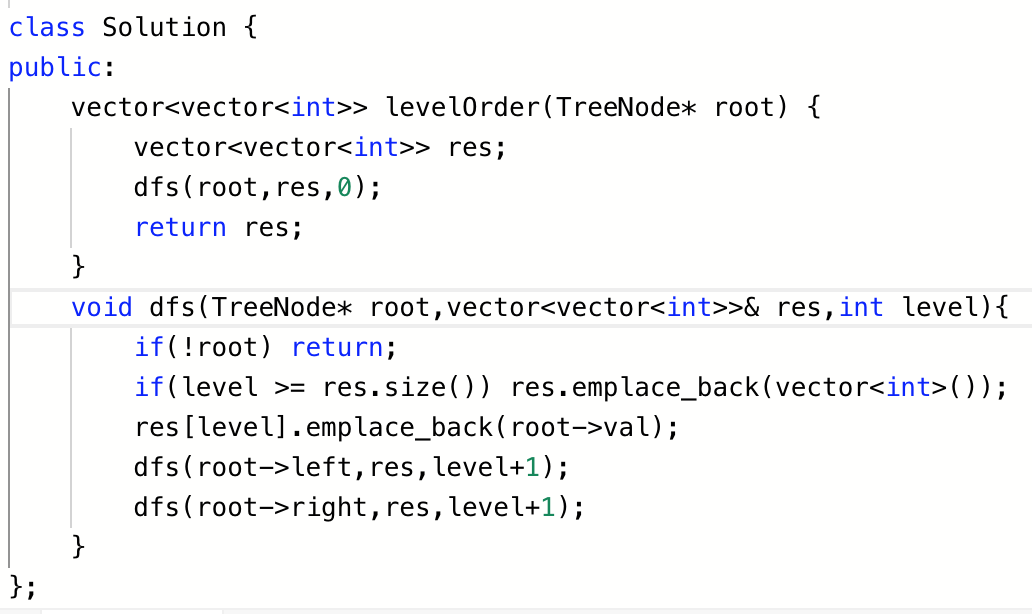 class Solution {
public:
    vector<vector<int>> levelOrder(TreeNode* root) {
        vector<vector<int>> res;
        dfs(root,res,0);
        return res;
    }
    void dfs(TreeNode* root,vector<vector<int>>& res,int level){
        if(!root) return;
        if(level >= res.size()) res.emplace_back(vector<int>());
        res[level].emplace_back(root->val);
        dfs(root->left,res,level+1);
        dfs(root->right,res,level+1);
    }
};